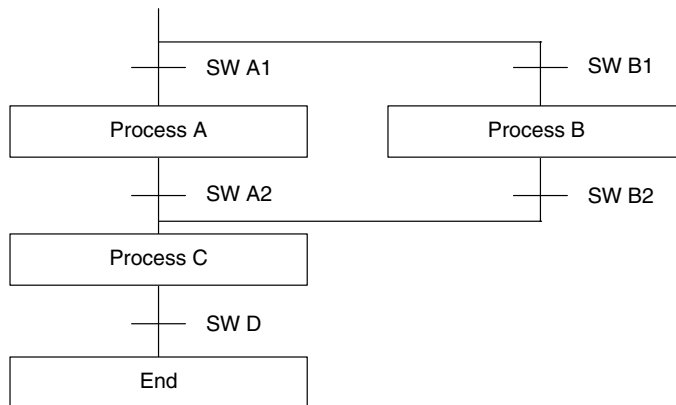 SW A1
SW B1
Process A
Process B
SW A2
SW B2
Process C
SW D
End